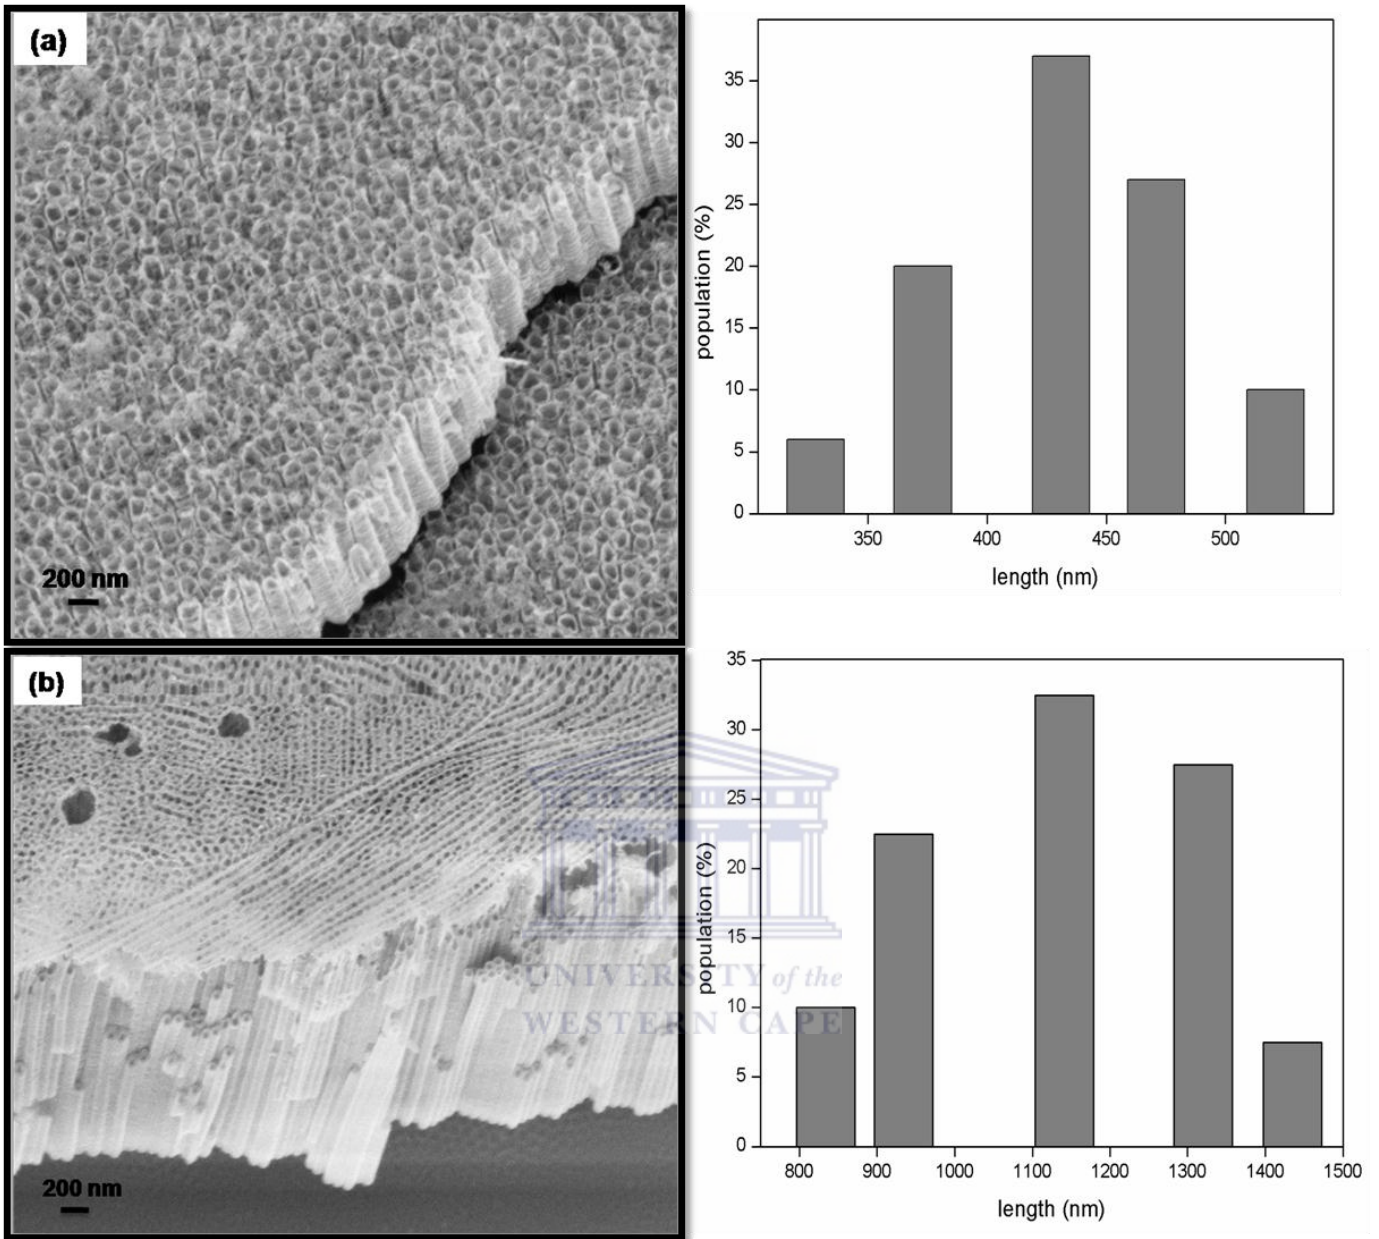 (a)
200 nm
35
30
25
20
15
10
5
0
population (%)
350 400 450 500
length (nm)
(b)
200 nm
35
30
25
20
15
10
5
0
population (%)
800 900 1000 1100 1200 1300 1400 1500
length (nm)
UNIVERSITY of the
WESTERN CAPE